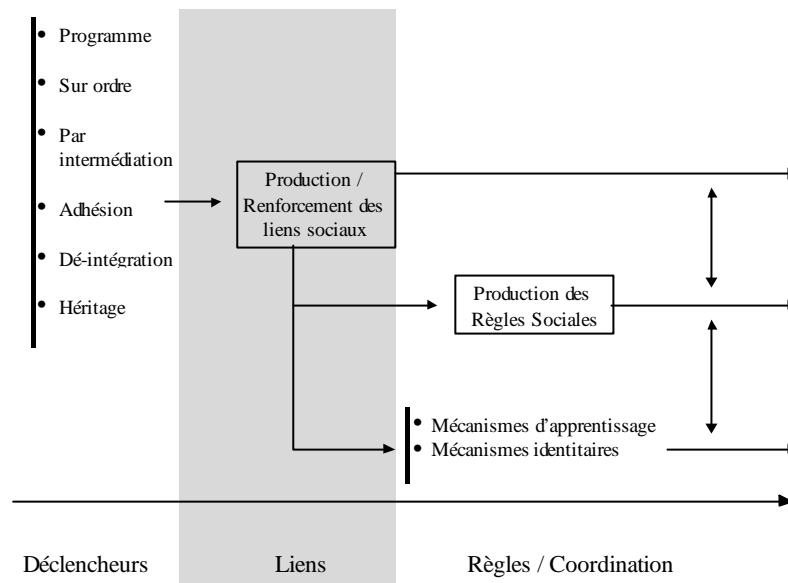 • Programme
• Sur ordre
• Par
intermédiation
• Adhésion
• Dé-intégration
• Héritage
Production /
Renforcement des
liens sociaux
Production des
Règles Sociales
• Mécanismes d'apprentissage
• Mécanismes identitaires
Déclencheurs
Liens
Règles / Coordination